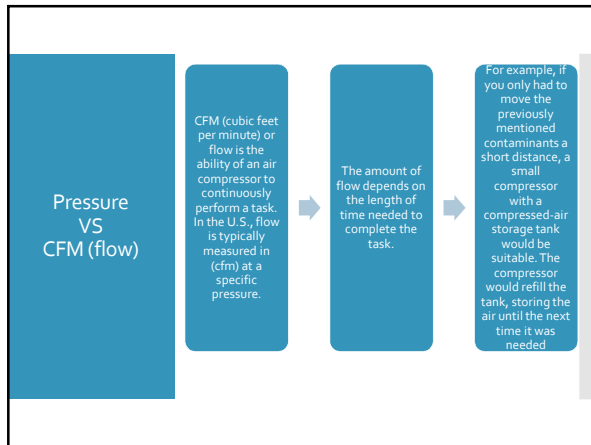 Pressure
VS
CFM (flow)
CFM (cubic feet
per minute) or
flow is the
ability of an air
compressor to
continuously
perform a task.
In the U.S., flow
is typically
measured in
(cfm) at a
specific
pressure.
The amount of
flow depends on
the length of
time needed to
complete the
task.
For example, if
you only had to
move the
previously
mentioned
contaminants a
short distance, a
small
compressor
with a
compressed-air
storage tank
would be
suitable. The
compressor
would refill the
tank, storing the
air until the next
time it was
needed